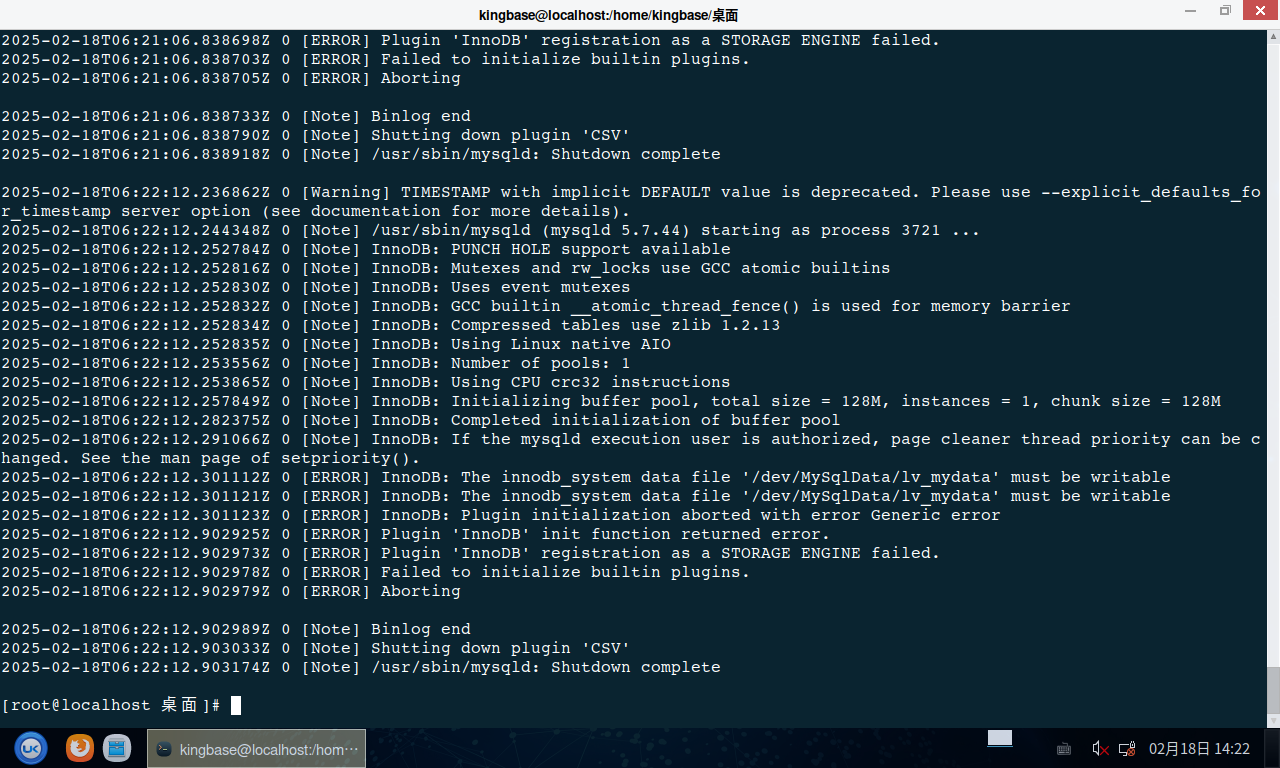 kingbase@localhost:/home/kingbase/桌面
2025-02-18T06:21:06.838698Z 0 [ERROR] Plugin 'InnoDB' registration as a STORAGE ENGINE failed.
2025-02-18T06:21:06.838703Z 0 [ERROR] Failed to initialize builtin plugins.
2025-02-18T06:21:06.838705Z 0 [ERROR] Aborting
2025-02-18T06:21:06.838733Z 0 [Note] Binlog end
2025-02-18T06:21:06.838790Z 0 [Note] Shutting down plugin 'CSV'
2025-02-18T06:21:06.838918Z 0 [Note] /usr/sbin/mysqld: Shutdown complete
2025-02-18T06:22:12.236862Z 0 [Warning] TIMESTAMP with implicit DEFAULT value is deprecated. Please use --explicit_defaults_fo
r_timestamp server option (see documentation for more details).
2025-02-18T06:22:12.244348Z 0 [Note] /usr/sbin/mysqld (mysqld 5.7.44) starting as process 3721 ...
2025-02-18T06:22:12.252784Z 0 [Note] InnoDB: PUNCH HOLE support available
2025-02-18T06:22:12.252816Z 0 [Note] InnoDB: Mutexes and rw_locks use GCC atomic builtins
2025-02-18T06:22:12.252830Z 0 [Note] InnoDB: Uses event mutexes
2025-02-18T06:22:12.252832Z 0 [Note] InnoDB: GCC builtin __atomic_thread_fence() is used for memory barrier
2025-02-18T06:22:12.252834Z 0 [Note] InnoDB: Compressed tables use zlib 1.2.13
2025-02-18T06:22:12.252835Z 0 [Note] InnoDB: Using Linux native AIO
2025-02-18T06:22:12.253556Z 0 [Note] InnoDB: Number of pools: 1
2025-02-18T06:22:12.253865Z 0 [Note] InnoDB: Using CPU crc32 instructions
2025-02-18T06:22:12.257849Z 0 [Note] InnoDB: Initializing buffer pool, total size = 128M, instances = 1, chunk size = 128M
2025-02-18T06:22:12.282375Z 0 [Note] InnoDB: Completed initialization of buffer pool
2025-02-18T06:22:12.291066Z 0 [Note] InnoDB: If the mysqld execution user is authorized, page cleaner thread priority can be c
hanged. See the man page of setpriority().
2025-02-18T06:22:12.301112Z 0 [ERROR] InnoDB: The innodb_system data file '/dev/MySqlData/lv_mydata' must be writable
2025-02-18T06:22:12.301121Z 0 [ERROR] InnoDB: The innodb_system data file '/dev/MySqlData/lv_mydata' must be writable
2025-02-18T06:22:12.301123Z 0 [ERROR] InnoDB: Plugin initialization aborted with error Generic error
2025-02-18T06:22:12.902925Z 0 [ERROR] Plugin 'InnoDB' init function returned error.
2025-02-18T06:22:12.902973Z 0 [ERROR] Plugin 'InnoDB' registration as a STORAGE ENGINE failed.
2025-02-18T06:22:12.902978Z 0 [ERROR] Failed to initialize builtin plugins.
2025-02-18T06:22:12.902979Z 0 [ERROR] Aborting
2025-02-18T06:22:12.902989Z 0 [Note] Binlog end
2025-02-18T06:22:12.903033Z 0 [Note] Shutting down plugin 'CSV'
2025-02-18T06:22:12.903174Z 0 [Note] /usr/sbin/mysqld: Shutdown complete
[root@localhost 桌面]#
UK
kingbase@localhost:/hom⋯
02月18日 14:22